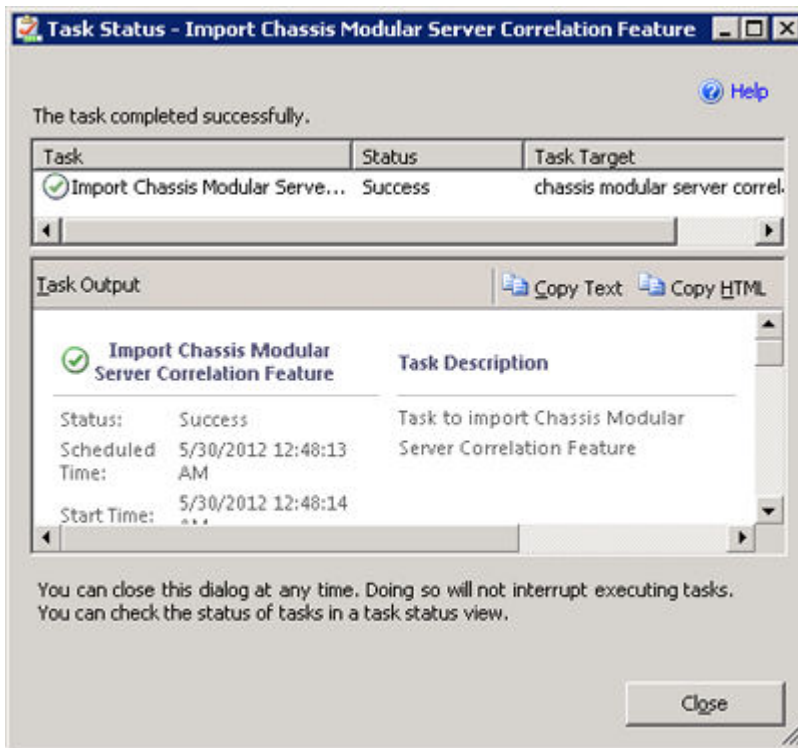 Task Status - Import Chassis Modular Server Correlation Feature
Help
The task completed successfully.
Task Status Task Target
Import Chassis Modular Serve... Success chassis modular server correl
Task Output Copy Text Copy HTML
Import Chassis Modular
Server Correlation Feature
Task Description
Status: Success
Scheduled Time: 5/30/2012 12:48:13 AM
Start Time: 5/30/2012 12:48:14
Task to import Chassis Modular
Server Correlation Feature
You can close this dialog at any time. Doing so will not interrupt executing tasks.
You can check the status of tasks in a task status view.
Close